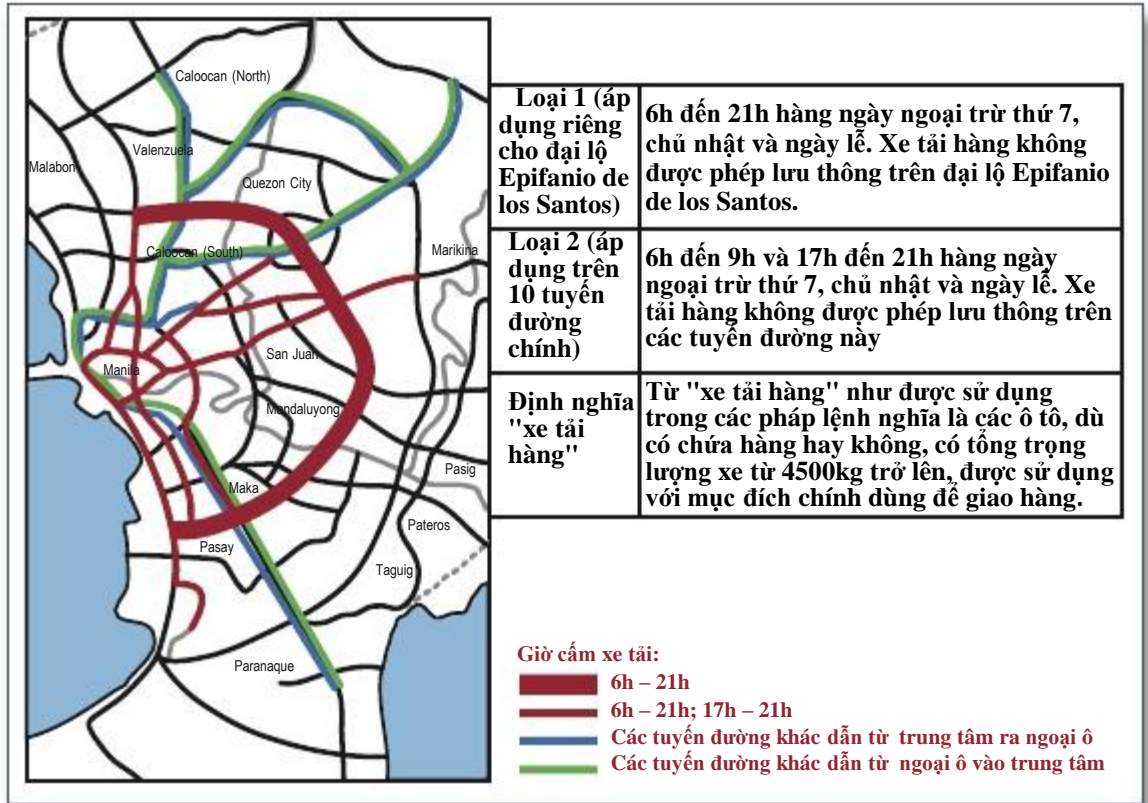 Caloocan (North)
Valenzuela
Malabon
Quezon City
Caloocan (South)
Marikina
San Juan
Manila
Mandaluyong
Pasig
Maka
Pateros
Pasay
Taguig
Paranaque
Loại 1 (áp
dụng riêng
cho đại lộ
Epifanio de
los Santos)
6h đến 21h hàng ngày ngoại trừ thứ 7,
chủ nhật và ngày lễ. Xe tải hàng không
được phép lưu thông trên đại lộ Epifanio
de los Santos.
Loại 2 (áp
dụng trên
10 tuyến
đường
chính)
6h đến 9h và 17h đến 21h hàng ngày
ngoại trừ thứ 7, chủ nhật và ngày lễ. Xe
tải hàng không được phép lưu thông trên
các tuyến đường này
Định nghĩa
"xe tải
hàng"
Từ "xe tải hàng" như được sử dụng
trong các pháp lệnh nghĩa là các ô tô, dù
có chứa hàng hay không, có tổng trọng
lượng xe từ 4500kg trở lên, được sử dụng
với mục đích chính dùng để giao hàng.
Giờ cấm xe tải:
6h – 21h
6h – 21h; 17h – 21h
Các tuyến đường khác dẫn từ trung tâm ra ngoại ô
Các tuyến đường khác dẫn từ ngoại ô vào trung tâm